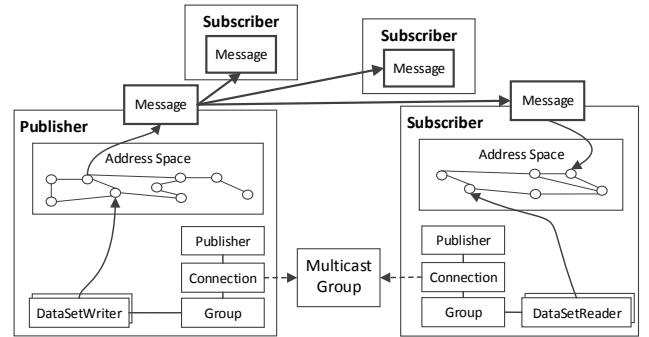 Subscriber
Message
Subscriber
Message
Message
Message
Publisher
Address Space
Publisher
Connection
Group
DataSetWriter
Multicast
Group
Subscriber
Address Space
Publisher
Connection
Group
DataSetReader